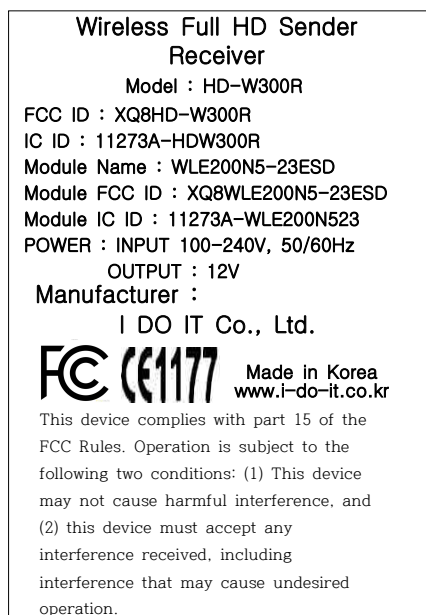 Wireless Full HD Sender
Receiver
Model : HD-W300R
FCC ID : XQ8HD-W300R
IC ID : 11273A-HDW300R
Module Name : WLE200N5-23ESD
Module FCC ID : XQ8WLE200N5-23ESD
Module IC ID : 11273A-WLE200N523
POWER : INPUT 100-240V, 50/60Hz
OUTPUT : 12V
Manufacturer :
I DO IT Co., Ltd.
FC CE1177 Made in Korea
www.i-do-it.co.kr
This device complies with part 15 of the
FCC Rules. Operation is subject to the
following two conditions: (1) This device
may not cause harmful interference, and
(2) this device must accept any
interference received, including
interference that may cause undesired
operation.